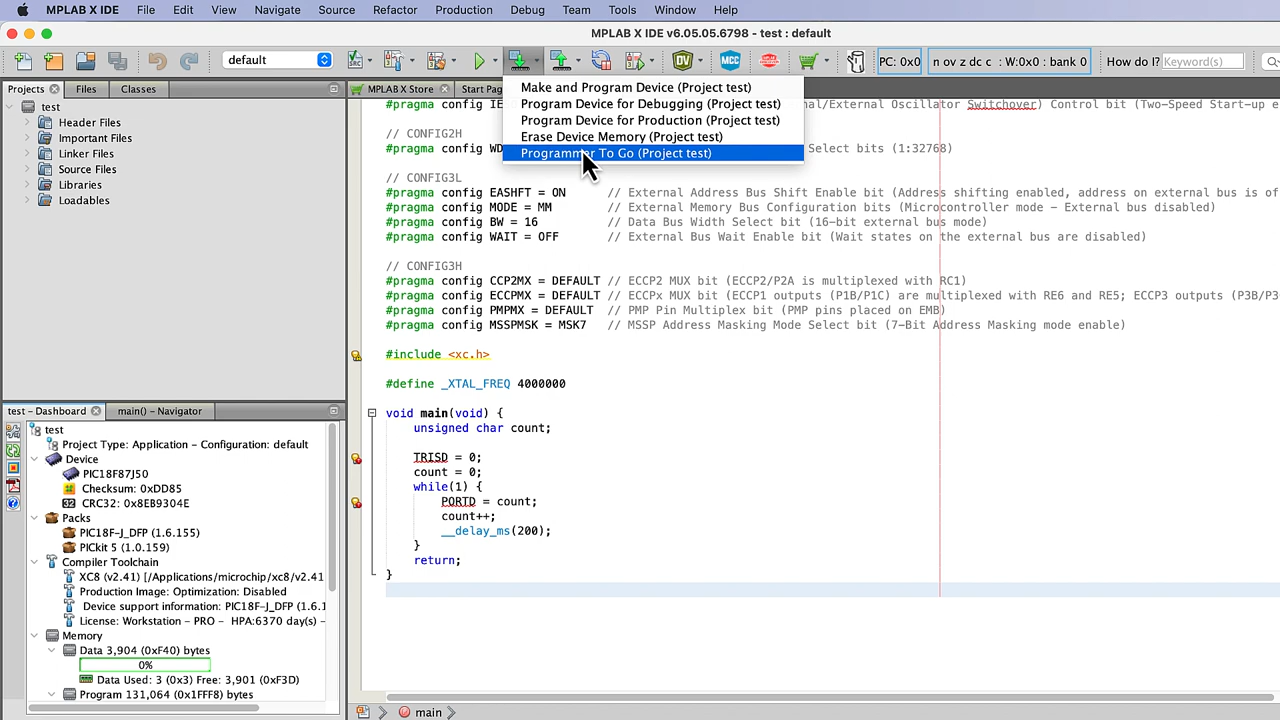 MPLAB X IDE File Edit View Navigate Source Refactor Production Debug Team Tools Window Help
MPLAB X IDE v6.05.05.6798 - test : default
default DV MCC PC: 0x0 n ov z dc c : W:0x0 : bank 0 How do I? Keyword(s)
Projects Files Classes
test
Header Files
Important Files
Linker Files
Source Files
Libraries
Loadables
MPLAB X Store Start Pag
Make and Program Device (Project test)
Program Device for Debugging (Project test)
Program Device for Production (Project test)
Erase Device Memory (Project test)
Programmer To Go (Project test)
#pragma config IE nal/External Oscillator Switchover) Control bit (Two-Speed Start-up e
// CONFIG2H
#pragma config WD Select bits (1:32768)
// CONFIG3L
#pragma config EASHFT = ON // External Address Bus Shift Enable bit (Address shifting enabled, address on external bus is of
#pragma config MODE = MM // External Memory Bus Configuration bits (Microcontroller mode - External bus disabled)
#pragma config BW = 16 // Data Bus Width Select bit (16-bit external bus mode)
#pragma config WAIT = OFF // External Bus Wait Enable bit (Wait states on the external bus are disabled)
// CONFIG3H
#pragma config CCP2MX = DEFAULT // ECCP2 MUX bit (ECCP2/P2A is multiplexed with RC1)
#pragma config ECCPMX = DEFAULT // ECCPx MUX bit (ECCP1 outputs (P1B/P1C) are multiplexed with RE6 and RE5; ECCP3 outputs (P3B/P3
#pragma config PMPMX = DEFAULT // PMP Pin Multiplex bit (PMP pins placed on EMB)
#pragma config MSSPMSK = MSK7 // MSSP Address Masking Mode Select bit (7-Bit Address Masking mode enable)
#include <xc.h>
#define _XTAL_FREQ 4000000
void main(void) {
unsigned char count;
TRISD = 0;
count = 0;
while(1) {
PORTD = count;
count++;
__delay_ms(200);
}
return;
}
test - Dashboard main() - Navigator
test
Project Type: Application - Configuration: default
Device
PIC18F87J50
Checksum: 0xDD85
CRC32: 0x8EB9304E
Packs
PIC18F-J_DFP (1.6.155)
PICkit 5 (1.0.159)
Compiler Toolchain
XC8 (v2.41) [/Applications/microchip/xc8/v2.41
Production Image: Optimization: Disabled
Device support information: PIC18F-J_DFP (1.6.1
License: Workstation - PRO - HPA:6370 day(s) -
Memory
Data 3,904 (0xF40) bytes
0%
Data Used: 3 (0x3) Free: 3,901 (0xF3D)
Program 131,064 (0x1FFF8) bytes
main